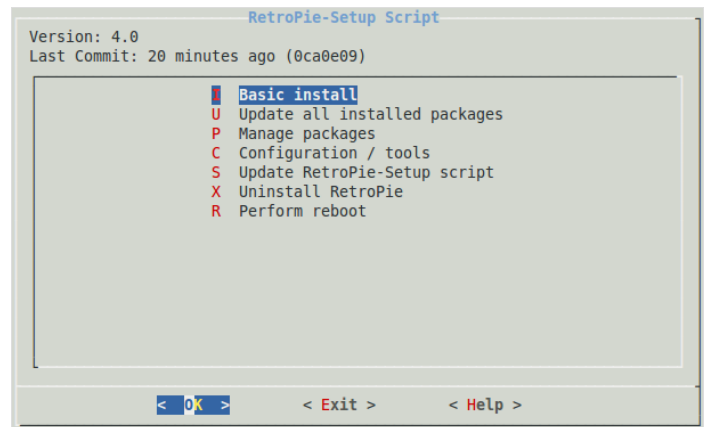 RetroPie-Setup Script
Version: 4.0
Last Commit: 20 minutes ago (0ca0e09)
I Basic install
U Update all installed packages
P Manage packages
C Configuration / tools
S Update RetroPie-Setup script
X Uninstall RetroPie
R Perform reboot
< OK > < Exit > < Help >